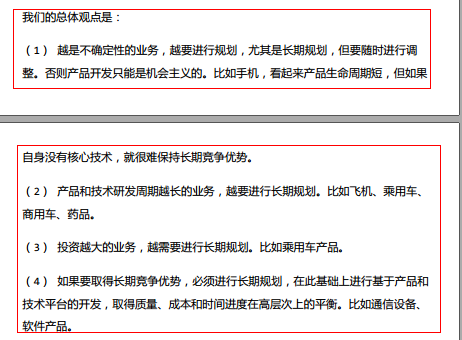 我们的总体观点是：
（1） 越是不确定性的业务，越要进行规划，尤其是长期规划，但要随时进行调
整。否则产品开发只能是机会主义的。比如手机，看起来产品生命周期短，但如果
自身没有核心技术，就很难保持长期竞争优势。
（2） 产品和技术研发周期越长的业务，越要进行长期规划。比如飞机、乘用车、
商用车、药品。
（3） 投资越大的业务，越需要进行长期规划。比如乘用车产品。
（4） 如果要取得长期竞争优势，必须进行长期规划，在此基础上进行基于产品和
技术平台的开发，取得质量、成本和时间进度在高层次上的平衡。比如通信设备、
软件产品。